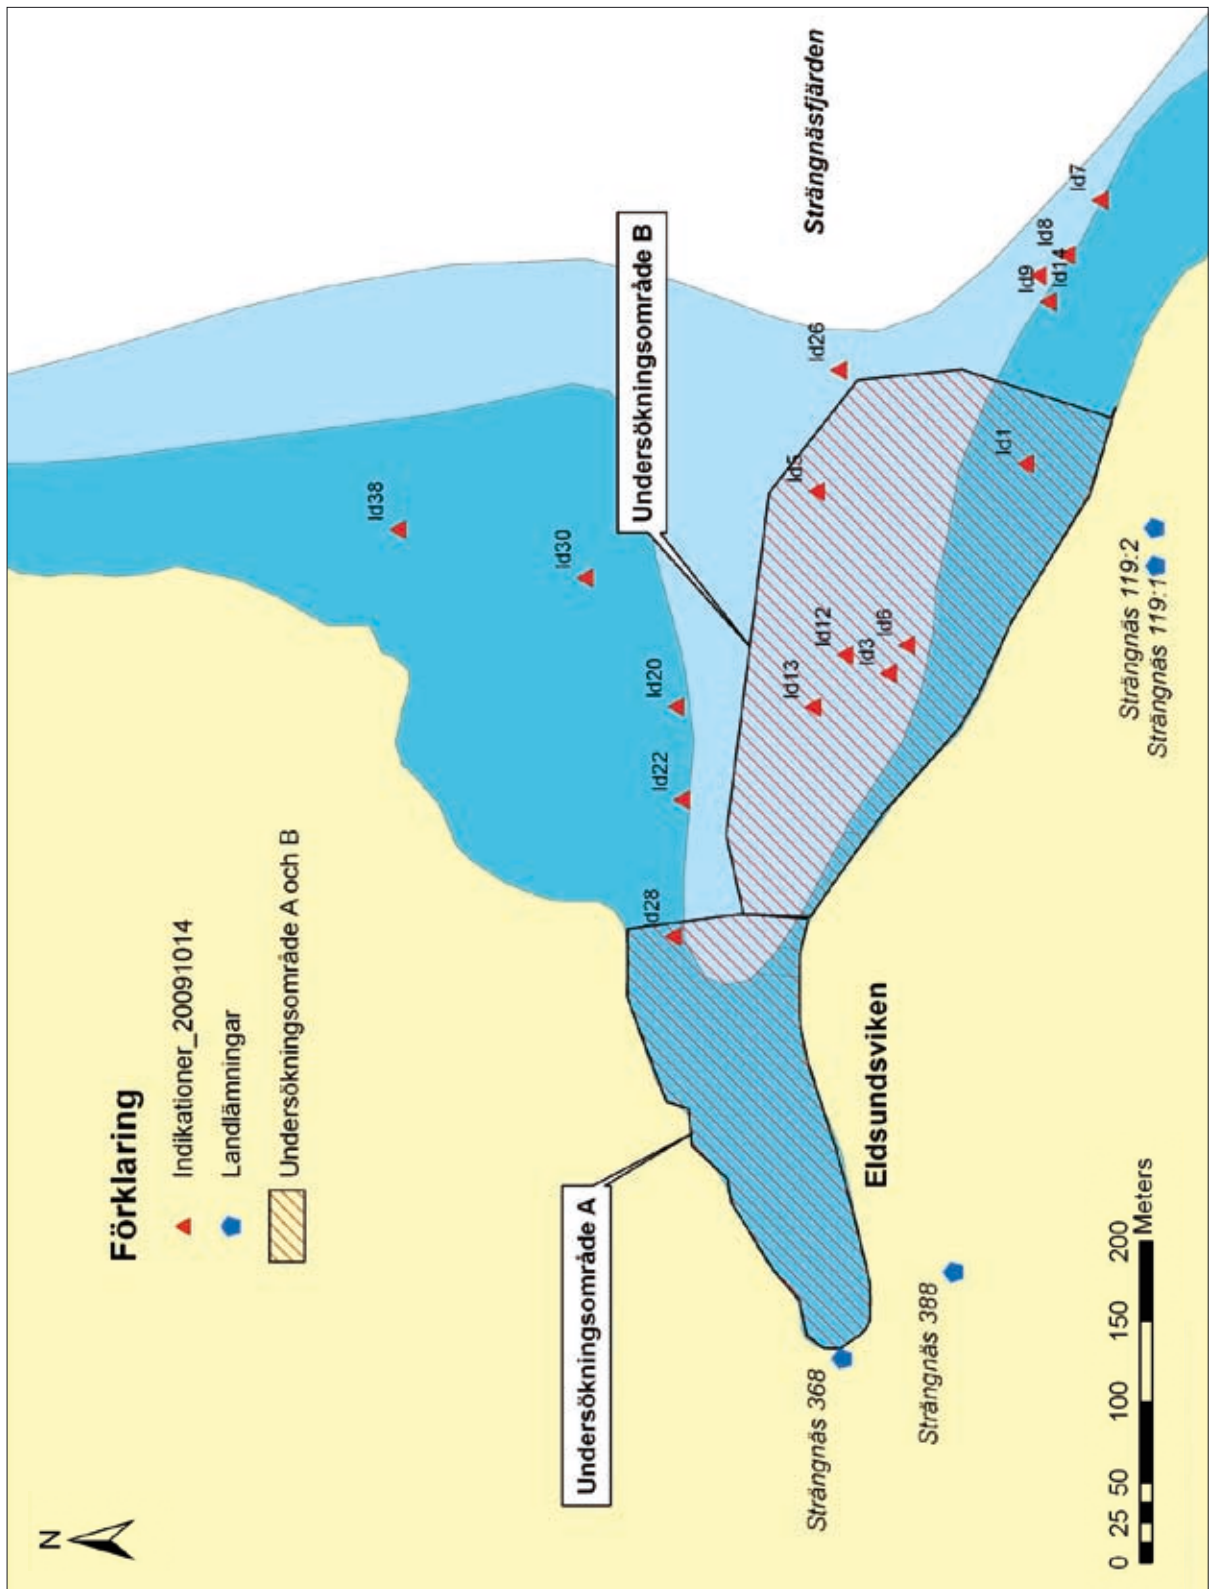 N
Förklaring
Indikationer_20091014
Landlämningar
Undersökningsområde A och B
Undersökningsområde A
Undersökningsområde B
Strängnäsfjärden
Id38
Id30
Id20
Id22
d28
Id26
Id5
Id12
Id13
Id3
Id6
Id1
Id9
Id8
Id14
Id7
Eldsundsviken
Strängnäs 368
Strängnäs 388
Strängnäs 119:2
Strängnäs 119:1
0 25 50 100 150 200
Meters